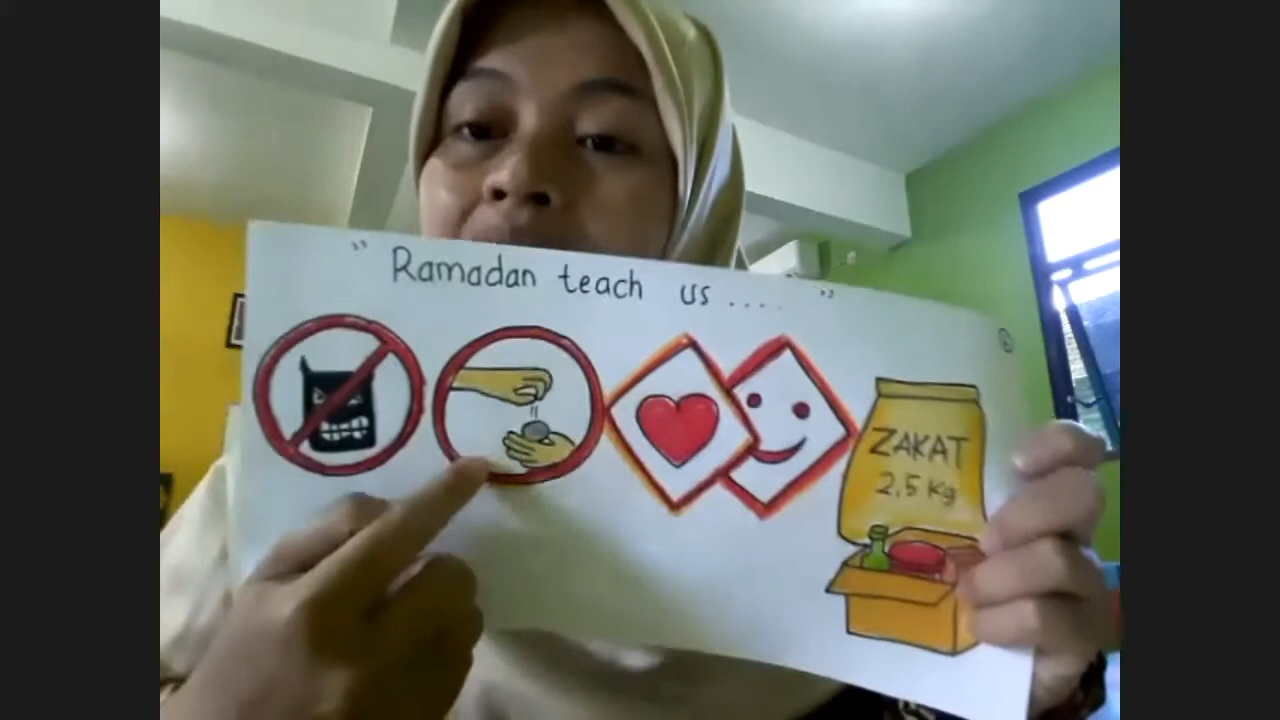 " Ramadan teach us .... "
ZAKAT
2,5 Kg